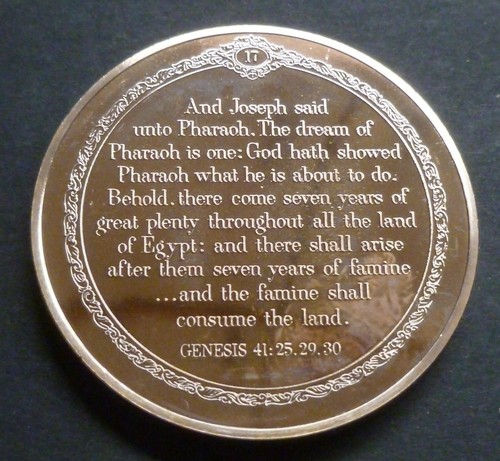 17
And Joseph said
unto Pharaoh. The dream of
Pharaoh is one: God hath showed
Pharaoh what he is about to do.
Behold. there come seven years of
great plenty throughout all the land
of Egypt: and there shall arise
after them seven years of famine
...and the famine shall
consume the land.
GENESIS 41:25.29.30